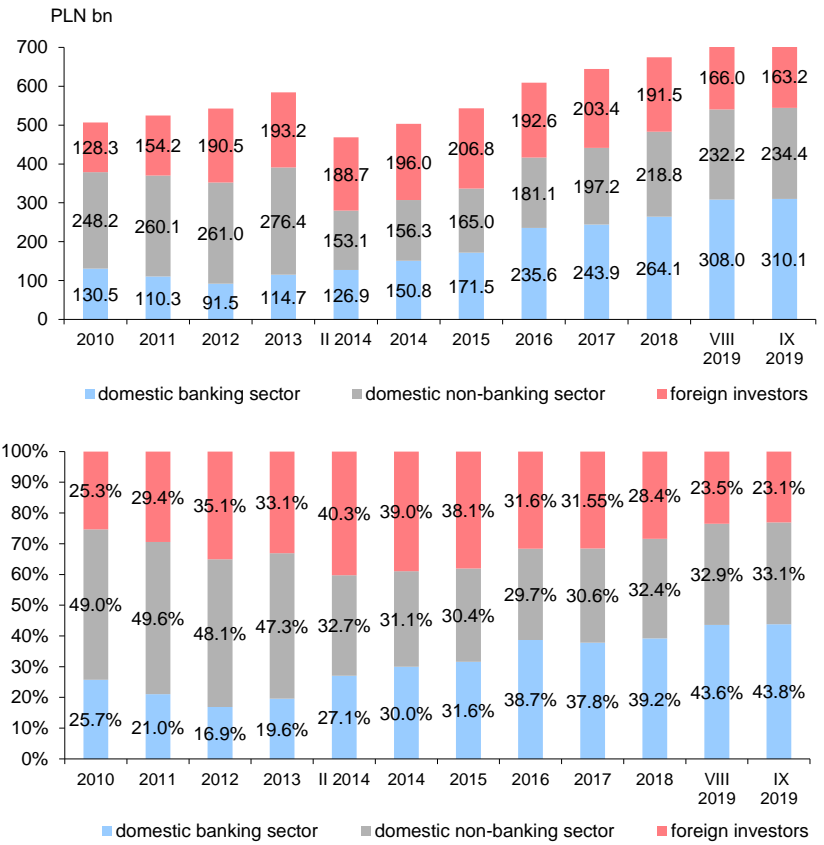 PLN bn
700
600
500
400
300
200
100
0
128.3 154.2 190.5 193.2 188.7 196.0 206.8 192.6 203.4 191.5 166.0 163.2
248.2 260.1 261.0 276.4 153.1 156.3 165.0 181.1 197.2 218.8 232.2 234.4
130.5 110.3 91.5 114.7 126.9 150.8 171.5 235.6 243.9 264.1 308.0 310.1
2010 2011 2012 2013 II 2014 2014 2015 2016 2017 2018 VIII 2019 IX 2019
domestic banking sector domestic non-banking sector foreign investors
100%
90%
80%
70%
60%
50%
40%
30%
20%
10%
0%
25.3% 29.4% 35.1% 33.1% 40.3% 39.0% 38.1% 31.6% 31.55% 28.4% 23.5% 23.1%
49.0% 49.6% 48.1% 47.3% 32.7% 31.1% 30.4% 29.7% 30.6% 32.4% 32.9% 33.1%
25.7% 21.0% 16.9% 19.6% 27.1% 30.0% 31.6% 38.7% 37.8% 39.2% 43.6% 43.8%
2010 2011 2012 2013 II 2014 2014 2015 2016 2017 2018 VIII 2019 IX 2019
domestic banking sector domestic non-banking sector foreign investors